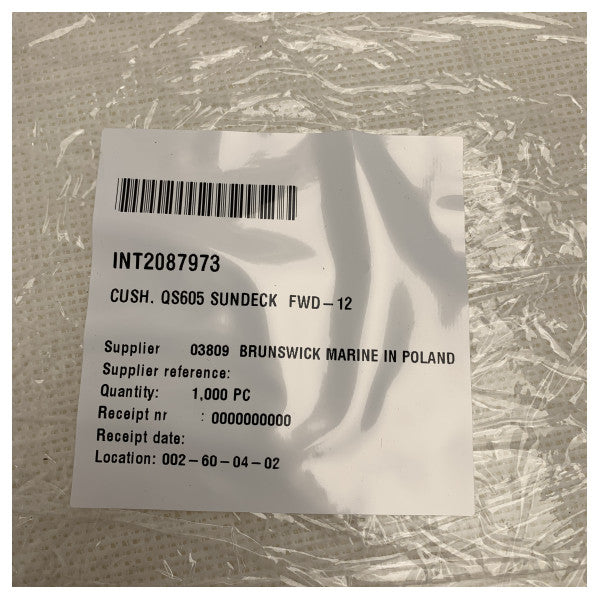 INT2087973
CUSH. QS605 SUNDECK FWD-12
Supplier 03809 BRUNSWICK MARINE IN POLAND
Supplier reference:
Quantity: 1,000 PC
Receipt nr : 0000000000
Receipt date:
Location: 002-60-04-02